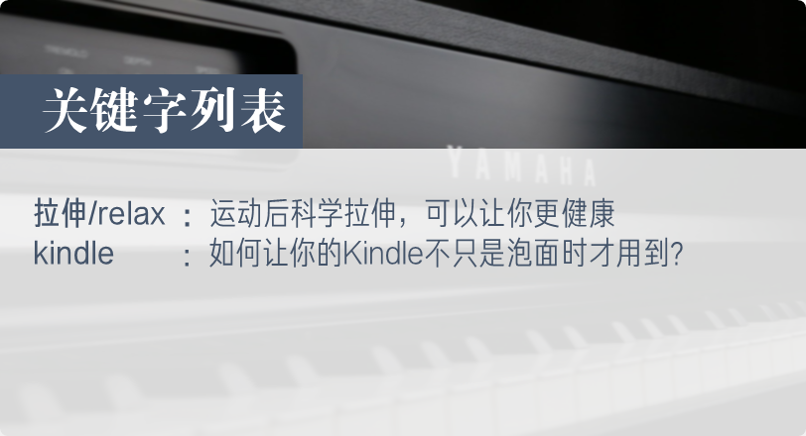 关键字列表
YAMAHA
拉伸/relax ：运动后科学拉伸，可以让你更健康
kindle ：如何让你的Kindle不只是泡面时才用到?